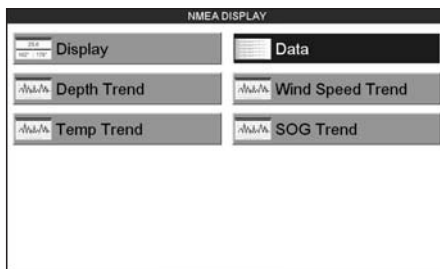 NMEA DISPLAY
Display
Data
Depth Trend
Wind Speed Trend
Temp Trend
SOG Trend